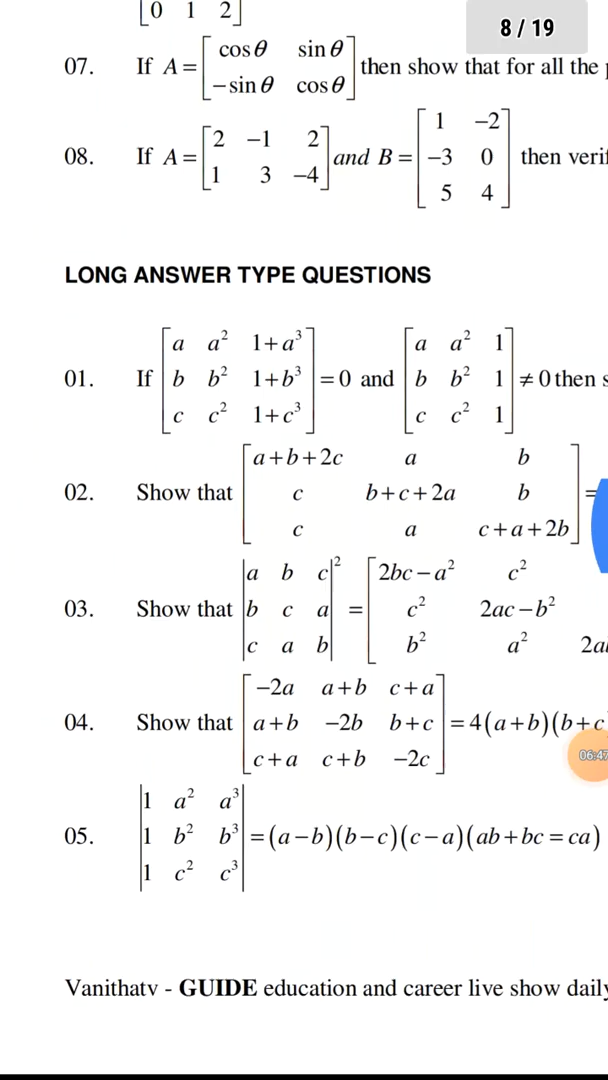 [0 1 2]
8 / 19
07. If A = [cosθ sinθ; −sinθ cosθ] then show that for all the
08. If A = [2 −1 2; 1 3 −4] and B = [1 −2; −3 0; 5 4] then
LONG ANSWER TYPE QUESTIONS
01. If [a a² 1+a³; b b² 1+b³; c c² 1+c³] = 0 and [a a² 1; b b² 1; c c² 1] ≠ 0 then
02. Show that [a+b+2c a b; c b+c+2a b; c a c+a+2b] =
03. Show that |a b c; b c a; c a b|² = [2bc−a² c²; c² 2ac−b²; b² a²
04. Show that [−2a a+b c+a; a+b −2b b+c; c+a c+b −2c] = 4(a+b)(b+c
06:47
05. |1 a² a³; 1 b² b³; 1 c² c³| = (a−b)(b−c)(c−a)(ab+bc=ca)
Vanithatv - GUIDE education and career live show daily